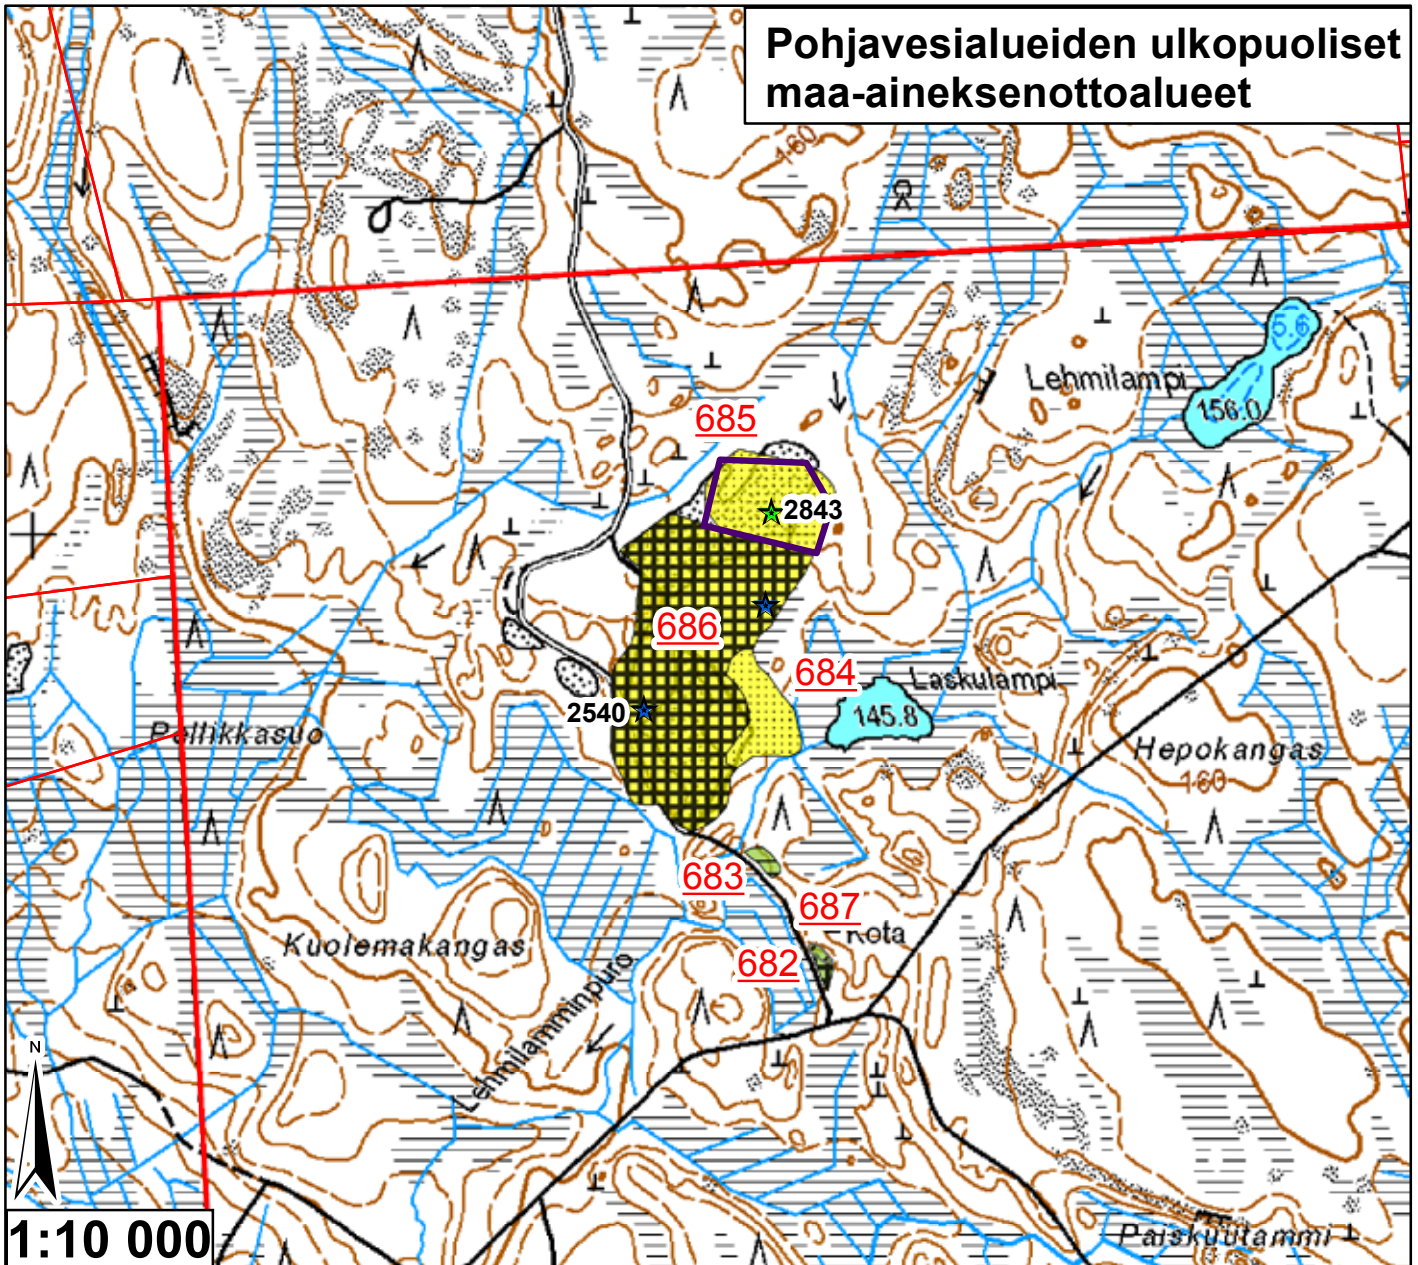 Pohjavesialueiden ulkopuoliset
maa-aineksenottoalueet
160
5.6
Lehmilampi
156.0
685
2843
686
684
Laskulampi
145.8
2540
Pallikkasuo
Hepokangas
160
683
687
Kota
682
Kuolemakangas
Lehmilamminpuro
N
1:10 000
Paiskuutammi